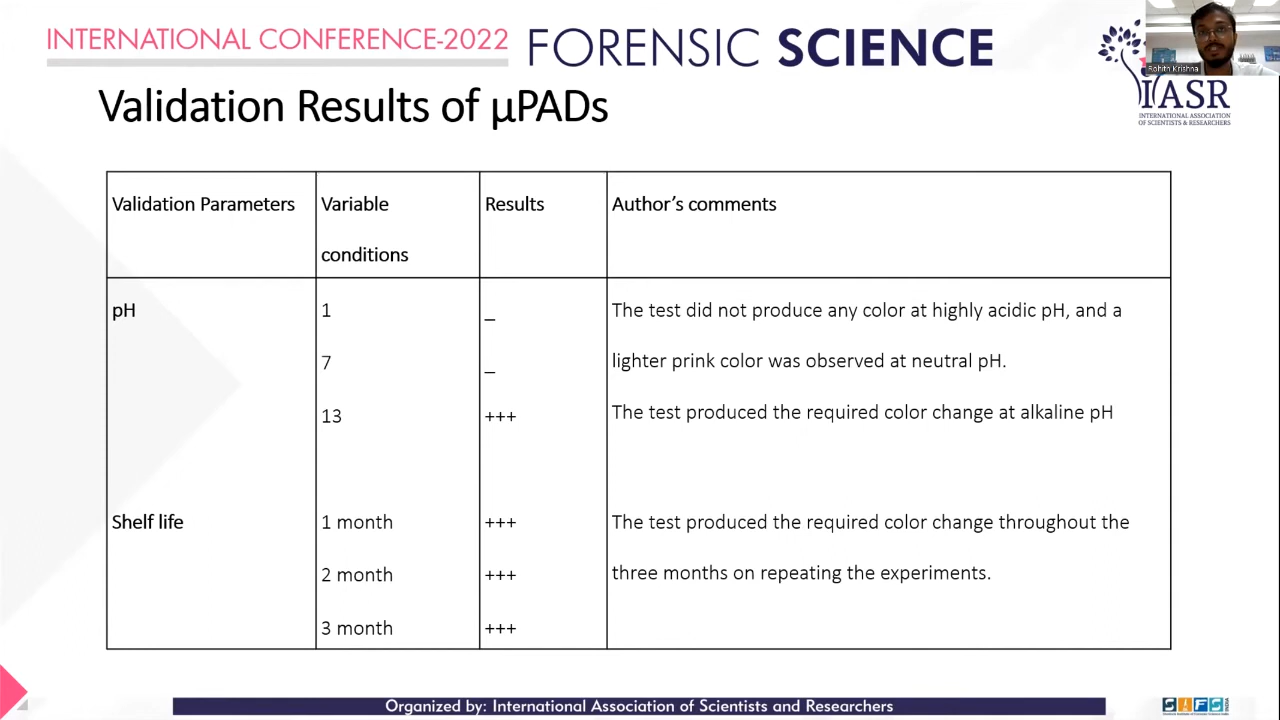 INTERNATIONAL CONFERENCE-2022 FORENSIC SCIENCE
Rohith Krishna
IASR
INTERNATIONAL ASSOCIATION
OF SCIENTISTS & RESEARCHERS
Validation Results of µPADs
Validation Parameters
Variable
conditions
Results
Author’s comments
pH
1
_
The test did not produce any color at highly acidic pH, and a
7
_
lighter prink color was observed at neutral pH.
13
+++
The test produced the required color change at alkaline pH
Shelf life
1 month
+++
The test produced the required color change throughout the
2 month
+++
three months on repeating the experiments.
3 month
+++
Organized by: International Association of Scientists and Researchers
SIFS
INDIA